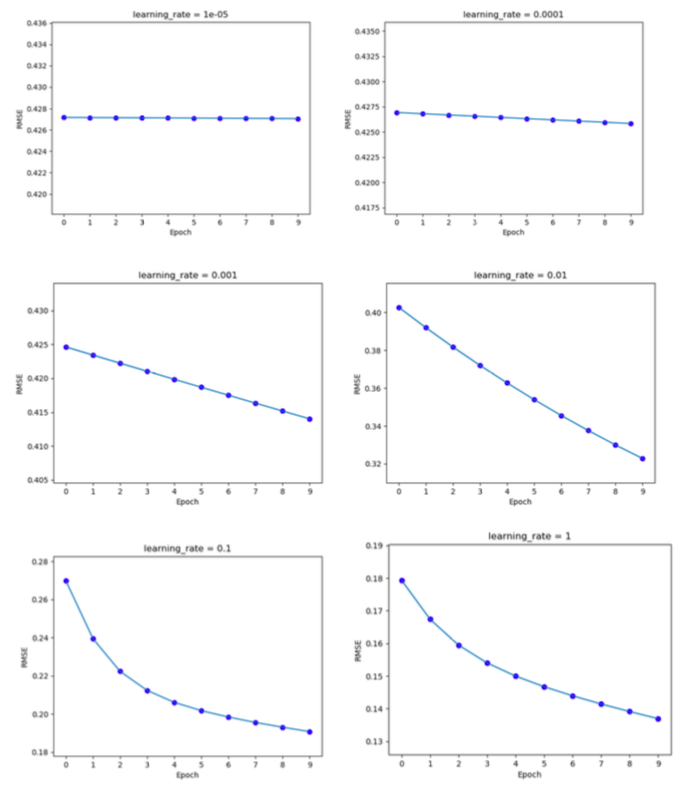 learning_rate = 1e-05
RMSE
0.436
0.434
0.432
0.430
0.428
0.426
0.424
0.422
0.420
0 1 2 3 4 5 6 7 8 9
Epoch
learning_rate = 0.0001
RMSE
0.4350
0.4325
0.4300
0.4275
0.4250
0.4225
0.4200
0.4175
0 1 2 3 4 5 6 7 8 9
Epoch
learning_rate = 0.001
RMSE
0.430
0.425
0.420
0.415
0.410
0.405
0 1 2 3 4 5 6 7 8 9
Epoch
learning_rate = 0.01
RMSE
0.40
0.38
0.36
0.34
0.32
0 1 2 3 4 5 6 7 8 9
Epoch
learning_rate = 0.1
RMSE
0.28
0.26
0.24
0.22
0.20
0.18
0 1 2 3 4 5 6 7 8 9
Epoch
learning_rate = 1
RMSE
0.19
0.18
0.17
0.16
0.15
0.14
0.13
0 1 2 3 4 5 6 7 8 9
Epoch